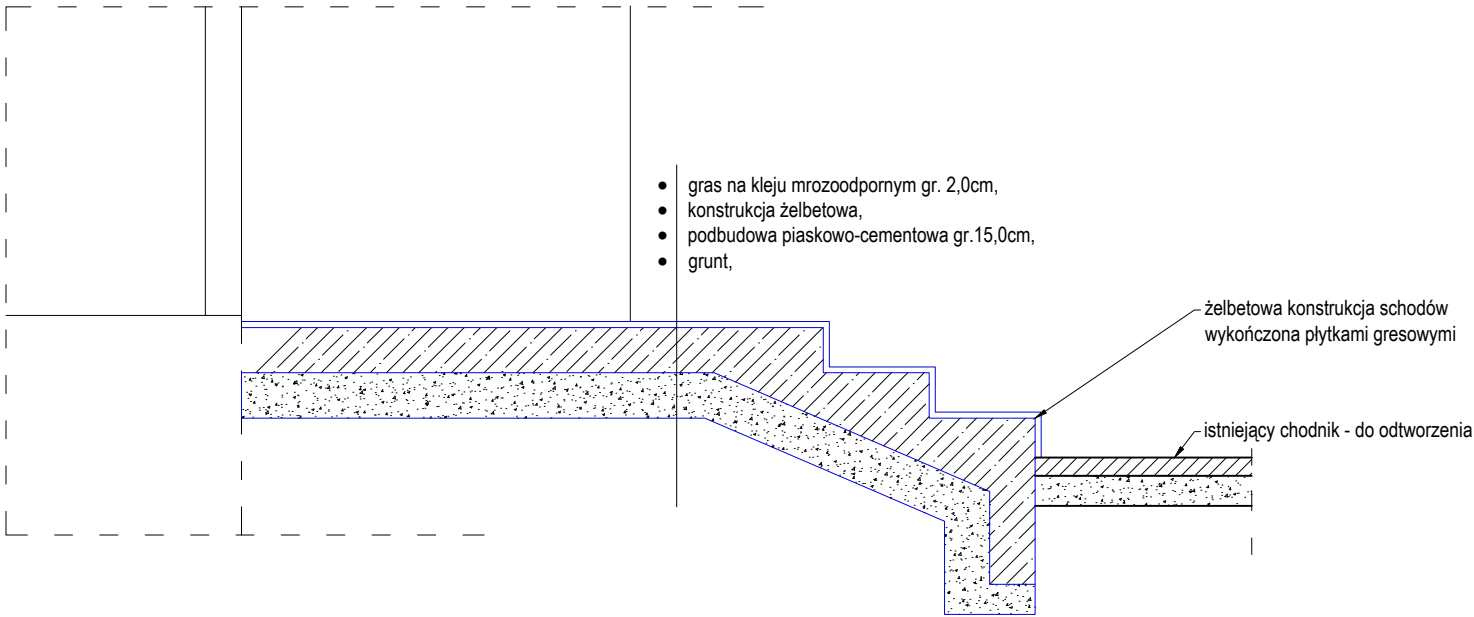 • gras na kleju mrozoodpornym gr. 2,0cm,
• konstrukcja żelbetowa,
• podbudowa piaskowo-cementowa gr.15,0cm,
• grunt,
żelbetowa konstrukcja schodów
wykończona płytkami gresowymi
istniejący chodnik - do odtworzenia